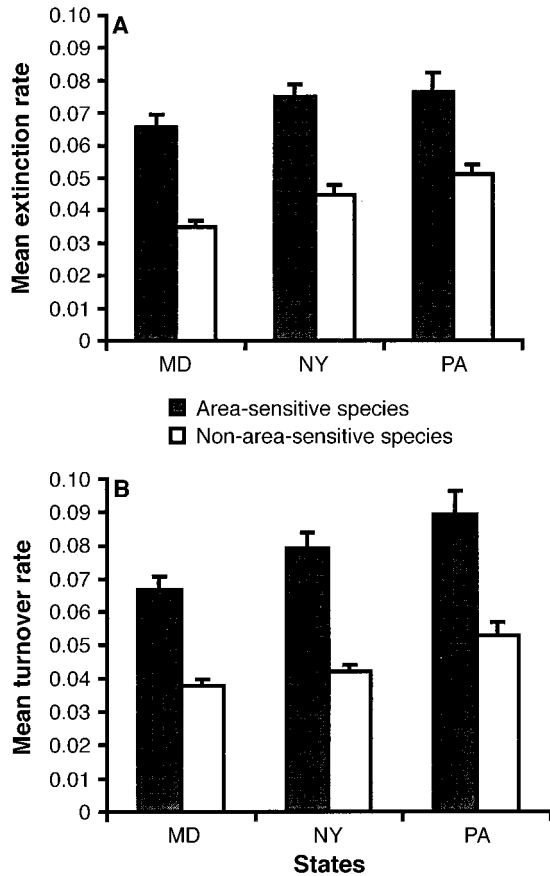 A
0.10
0.09
0.08
0.07
0.06
0.05
0.04
0.03
0.02
0.01
0
Mean extinction rate
MD NY PA
Area-sensitive species
Non-area-sensitive species
B
0.10
0.09
0.08
0.07
0.06
0.05
0.04
0.03
0.02
0.01
0
Mean turnover rate
MD NY PA
States